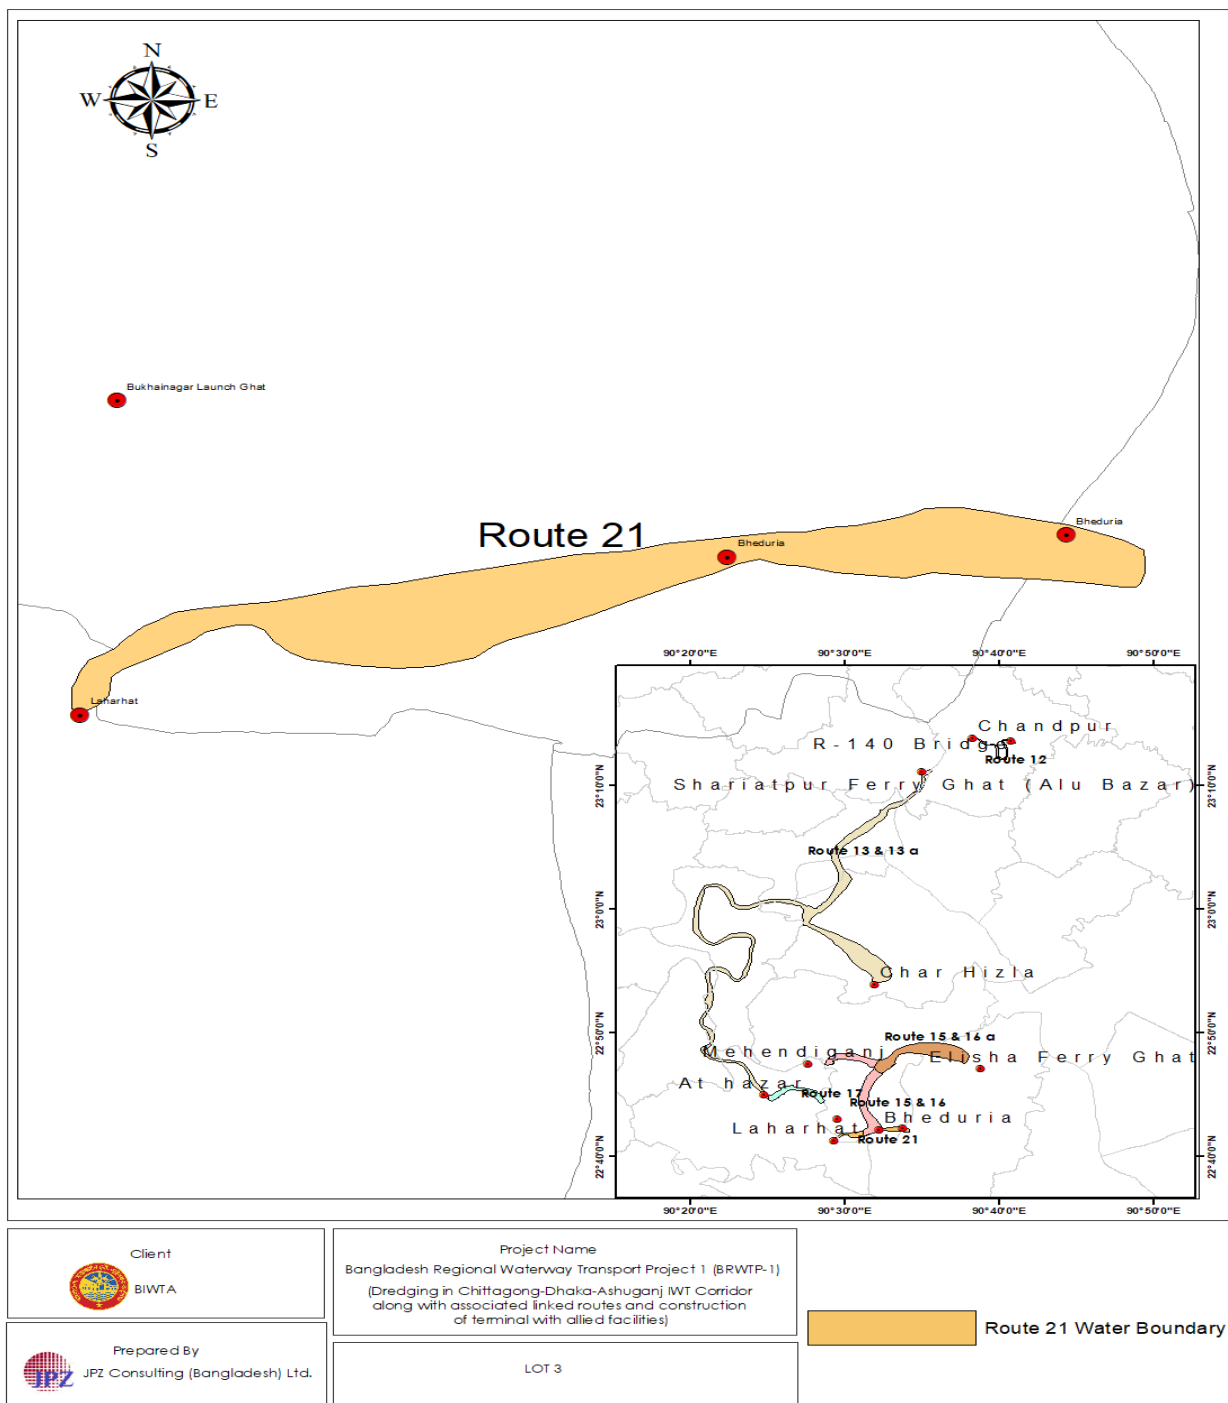 N
W E
S
Bukhainagar Launch Ghat
Route 21
Bheduria
Bheduria
Laharhat
90°20'0"E 90°30'0"E 90°40'0"E 90°50'0"E
Chandpur
R-140 Bridge
Route 12
23°10'0"N 23°10'0"N
Shariatpur Ferry Ghat (Alu Bazar)
Route 13 & 13 a
23°0'0"N 23°0'0"N
Char Hizla
22°50'0"N 22°50'0"N
Route 15 & 16 a
Mehendiganj
Elisha Ferry Ghat
At hazar
Route 17
Route 15 & 16
Bheduria
Laharhat
Route 21
22°40'0"N 22°40'0"N
90°20'0"E 90°30'0"E 90°40'0"E 90°50'0"E
Client
BIWTA
Prepared By
JPZ
JPZ Consulting (Bangladesh) Ltd.
Project Name
Bangladesh Regional Waterway Transport Project 1 (BRWTP-1)
(Dredging in Chittagong-Dhaka-Ashuganj IWT Corridor
along with associated linked routes and construction
of terminal with allied facilities)
LOT 3
Route 21 Water Boundary